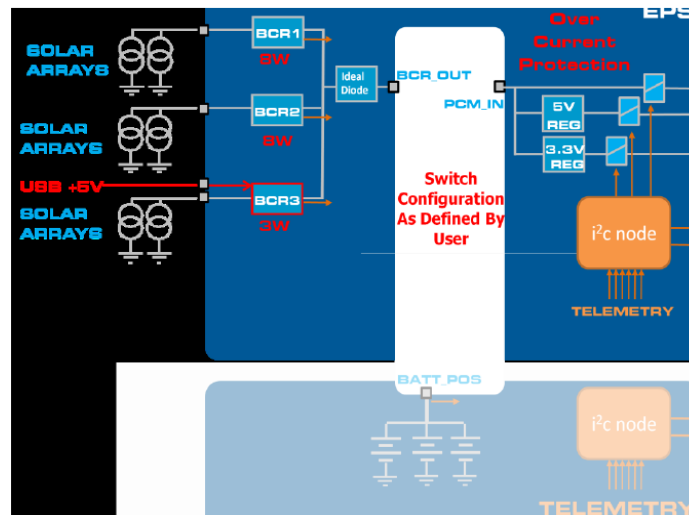 EPS
SOLAR
ARRAYS
BCR1
8W
Ideal
Diode
BCR_OUT
PCM_IN
Over
Current
Protection
SOLAR
ARRAYS
BCR2
8W
5V
REG
3.3V
REG
USB +5V
SOLAR
ARRAYS
BCR3
3W
Switch
Configuration
As Defined By
User
i²c node
TELEMETRY
BATT_POS
i²c node
TELEMETRY